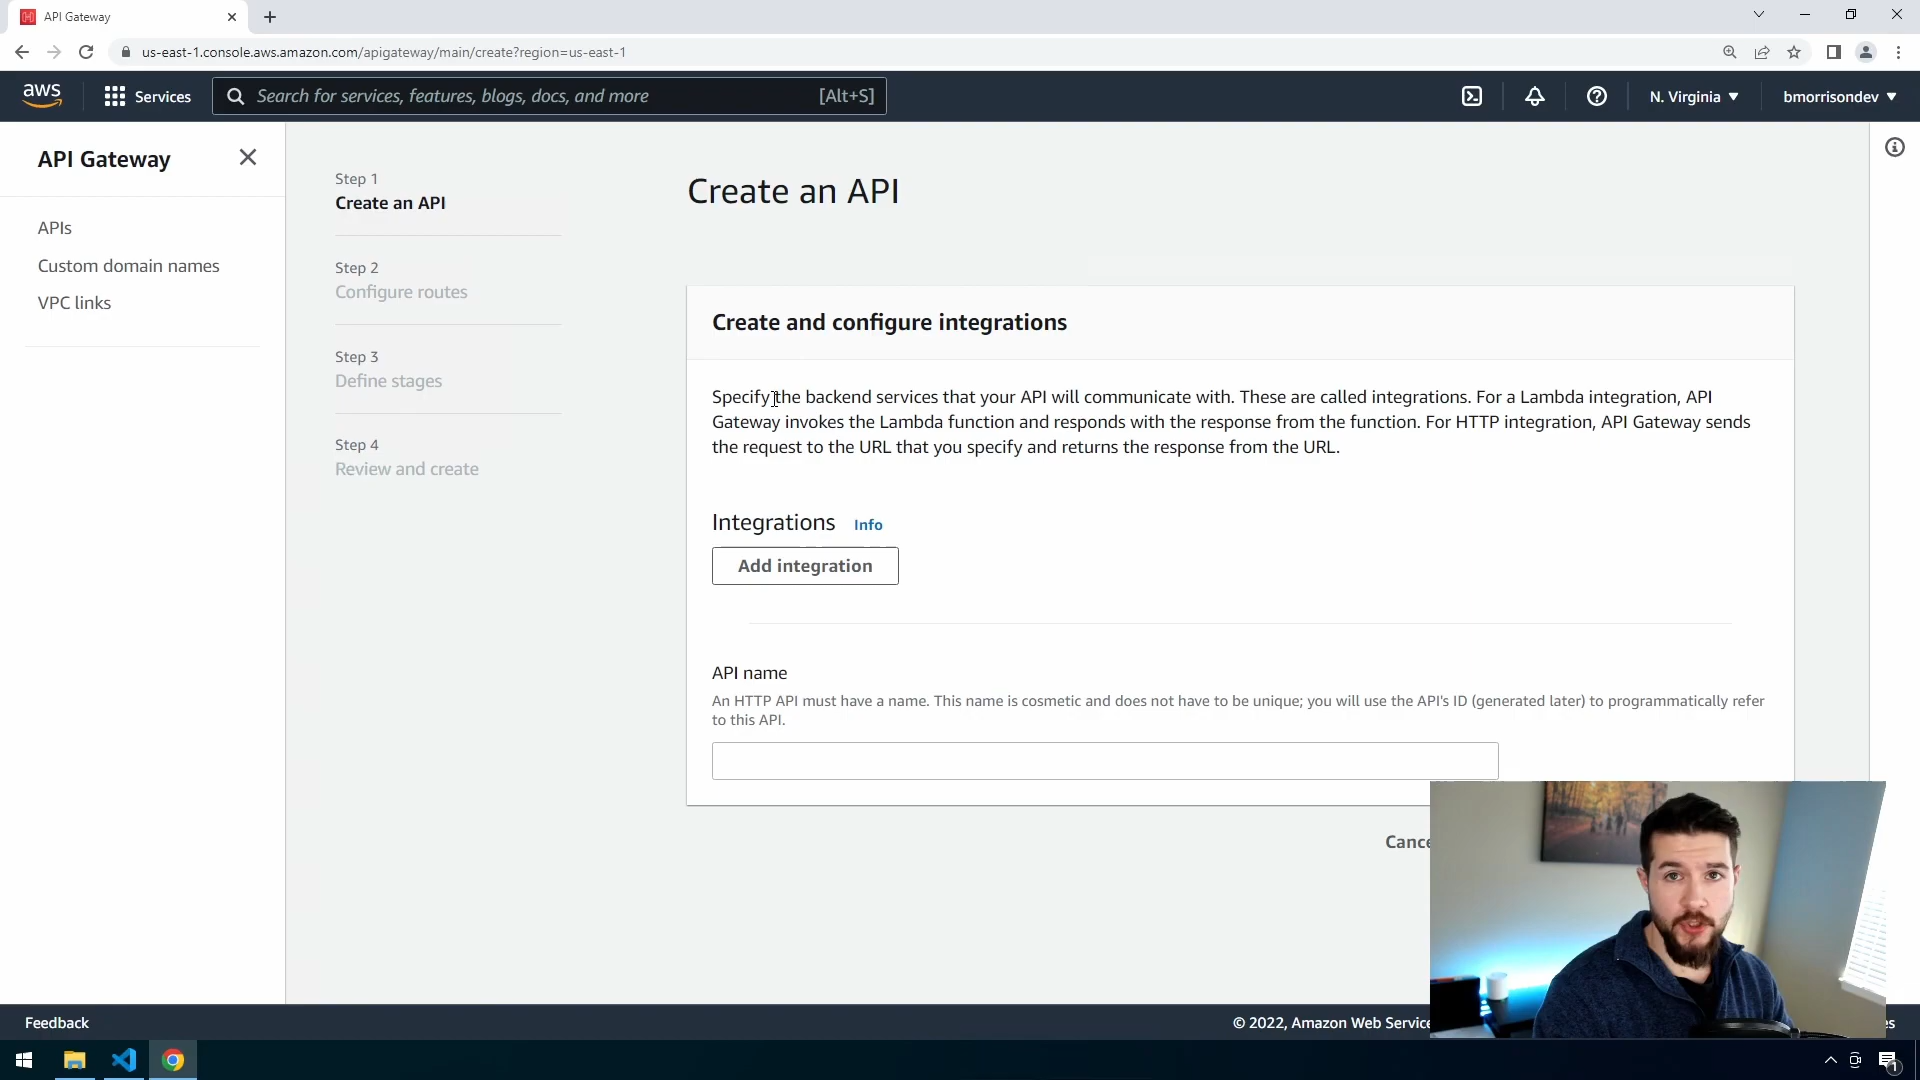 API Gateway
us-east-1.console.aws.amazon.com/apigateway/main/create?region=us-east-1
aws
Services
Search for services, features, blogs, docs, and more
[Alt+S]
N. Virginia
bmorrisondev
API Gateway
APIs
Custom domain names
VPC links
Step 1
Create an API
Step 2
Configure routes
Step 3
Define stages
Step 4
Review and create
Create an API
Create and configure integrations
Specify the backend services that your API will communicate with. These are called integrations. For a Lambda integration, API
Gateway invokes the Lambda function and responds with the response from the function. For HTTP integration, API Gateway sends
the request to the URL that you specify and returns the response from the URL.
Integrations Info
Add integration
API name
An HTTP API must have a name. This name is cosmetic and does not have to be unique; you will use the API's ID (generated later) to programmatically refer
to this API.
Feedback
© 2022, Amazon Web
1